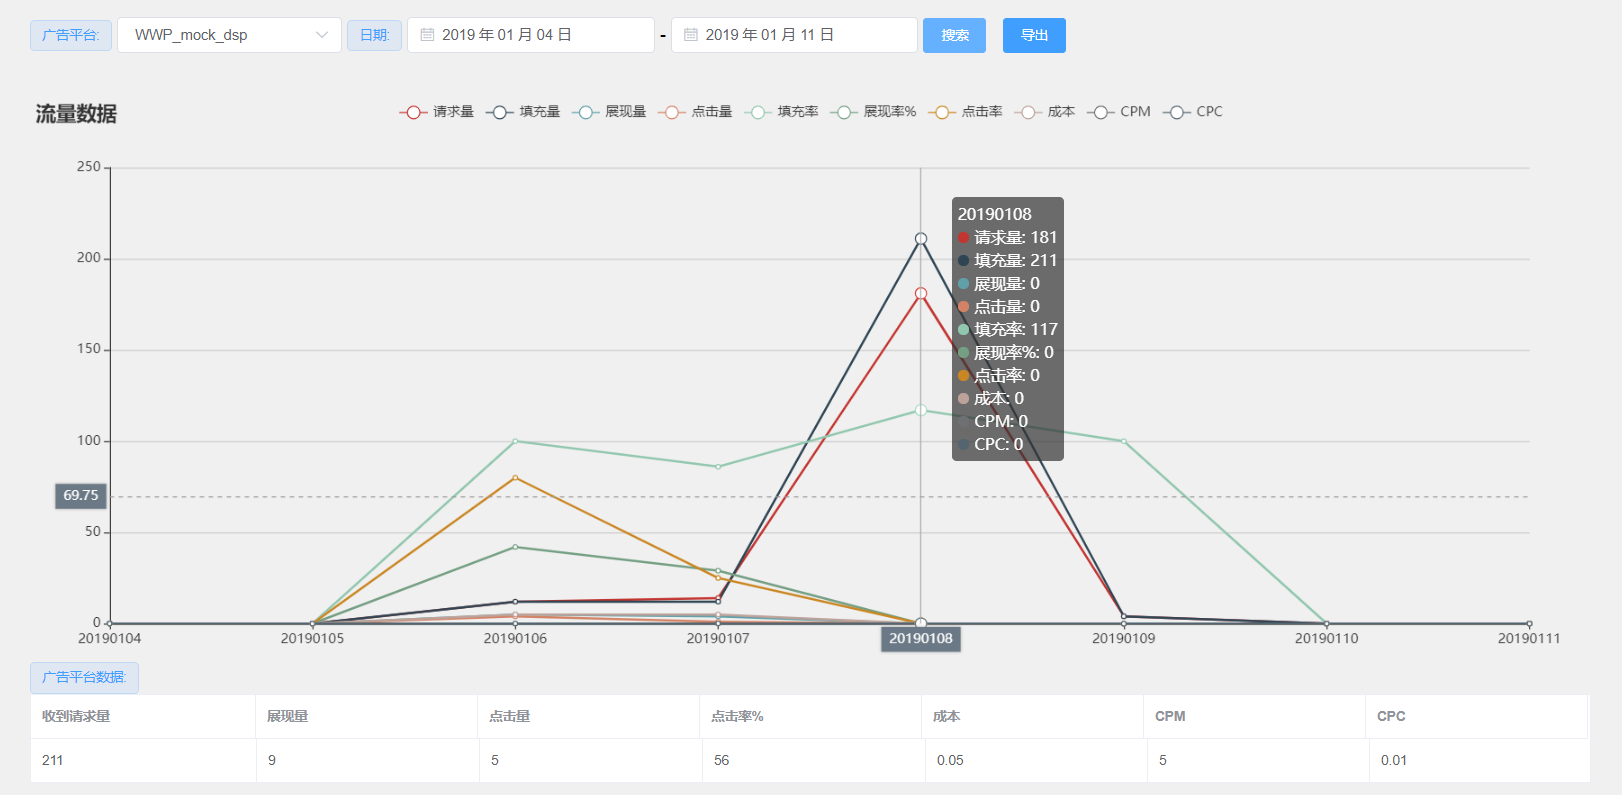 广告平台: WWP_mock_dsp 日期: 2019 年 01 月 04 日 - 2019 年 01 月 11 日 搜索 导出
流量数据 请求量 填充量 展现量 点击量 填充率 展现率% 点击率 成本 CPM CPC
250
200
150
100
69.75
50
0
20190108
请求量: 181
填充量: 211
展现量: 0
点击量: 0
填充率: 117
展现率%: 0
点击率: 0
成本: 0
CPM: 0
CPC: 0
20190104 20190105 20190106 20190107 20190108 20190109 20190110 20190111
广告平台数据:
收到请求量 展现量 点击量 点击率% 成本 CPM CPC
211 9 5 56 0.05 5 0.01